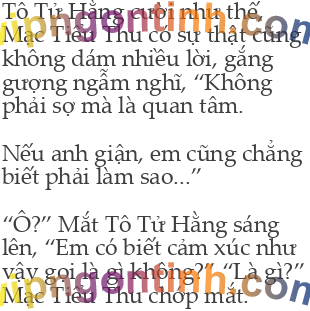 Tô Tử Hằng cười như thế,
Mạc Tiểu Thu có sự thật cũng
không dám nhiều lời, gắng
gượng ngẫm nghĩ, “Không
phải sợ mà là quan tâm.
Nếu anh giận, em cũng chẳng
biết phải làm sao...”
“Ồ?” Mắt Tô Tử Hằng sáng
lên, “Em có biết cảm xúc như
vậy gọi là gì không?” “Là gì?”
Mạc Tiểu Thu chớp mắt.